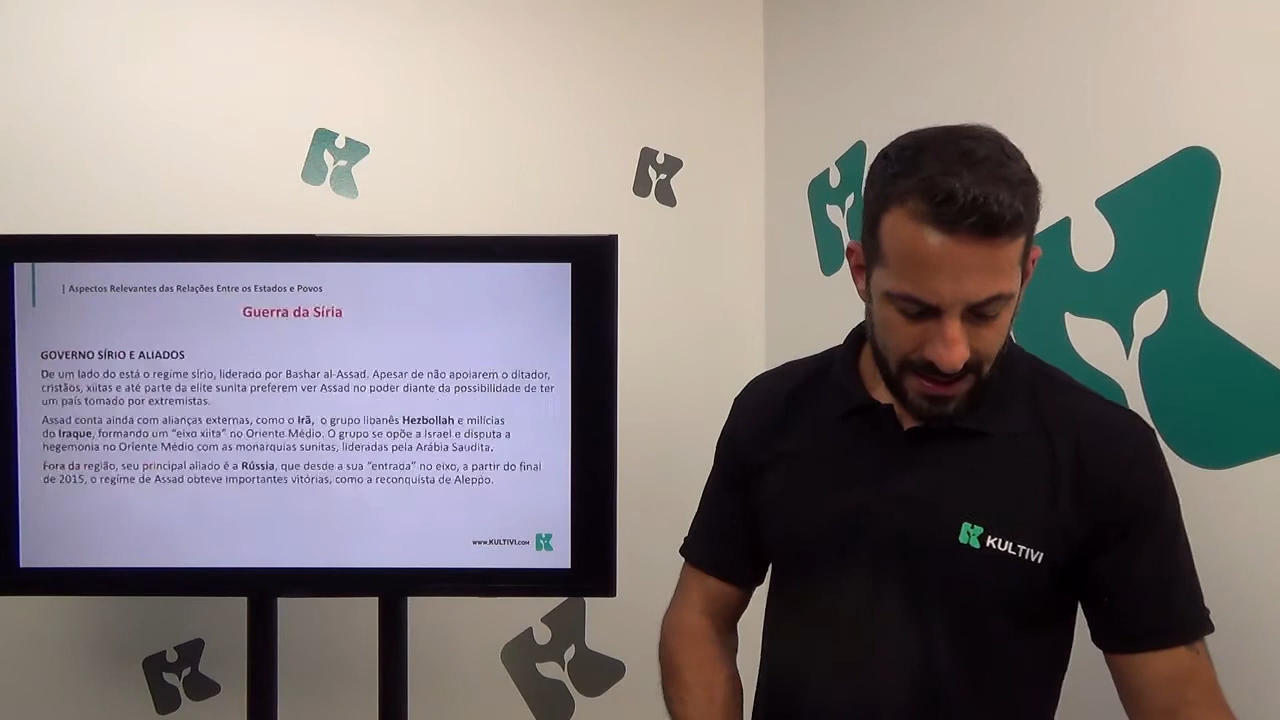 | Aspectos Relevantes das Relações Entre os Estados e Povos
Guerra da Síria
GOVERNO SÍRIO E ALIADOS
De um lado do está o regime sírio, liderado por Bashar al-Assad. Apesar de não apoiarem o ditador,
cristãos, xiitas e até parte da elite sunita preferem ver Assad no poder diante da possibilidade de ter
um país tomado por extremistas.
Assad conta ainda com alianças externas, como o Irã, o grupo libanês Hezbollah e milícias
do Iraque, formando um "eixo xiita" no Oriente Médio. O grupo se opõe a Israel e disputa a
hegemonia no Oriente Médio com as monarquias sunitas, lideradas pela Arábia Saudita.
Fora da região, seu principal aliado é a Rússia, que desde a sua "entrada" no eixo, a partir do final
de 2015, o regime de Assad obteve importantes vitórias, como a reconquista de Aleppo.
www.KULTIVI.COM
KULTIVI